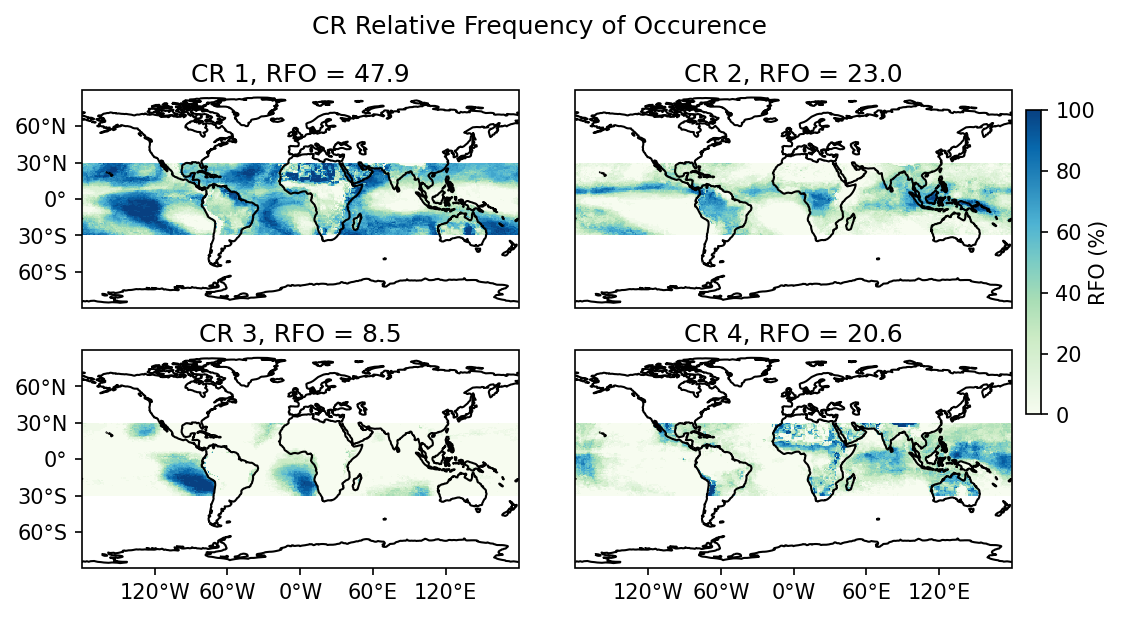 CR Relative Frequency of Occurence
CR 1, RFO = 47.9
CR 2, RFO = 23.0
60°N
30°N
0°
30°S
60°S
100
80
60
40
20
0
RFO (%)
CR 3, RFO = 8.5
CR 4, RFO = 20.6
60°N
30°N
0°
30°S
60°S
120°W 60°W 0°W 60°E 120°E
120°W 60°W 0°W 60°E 120°E